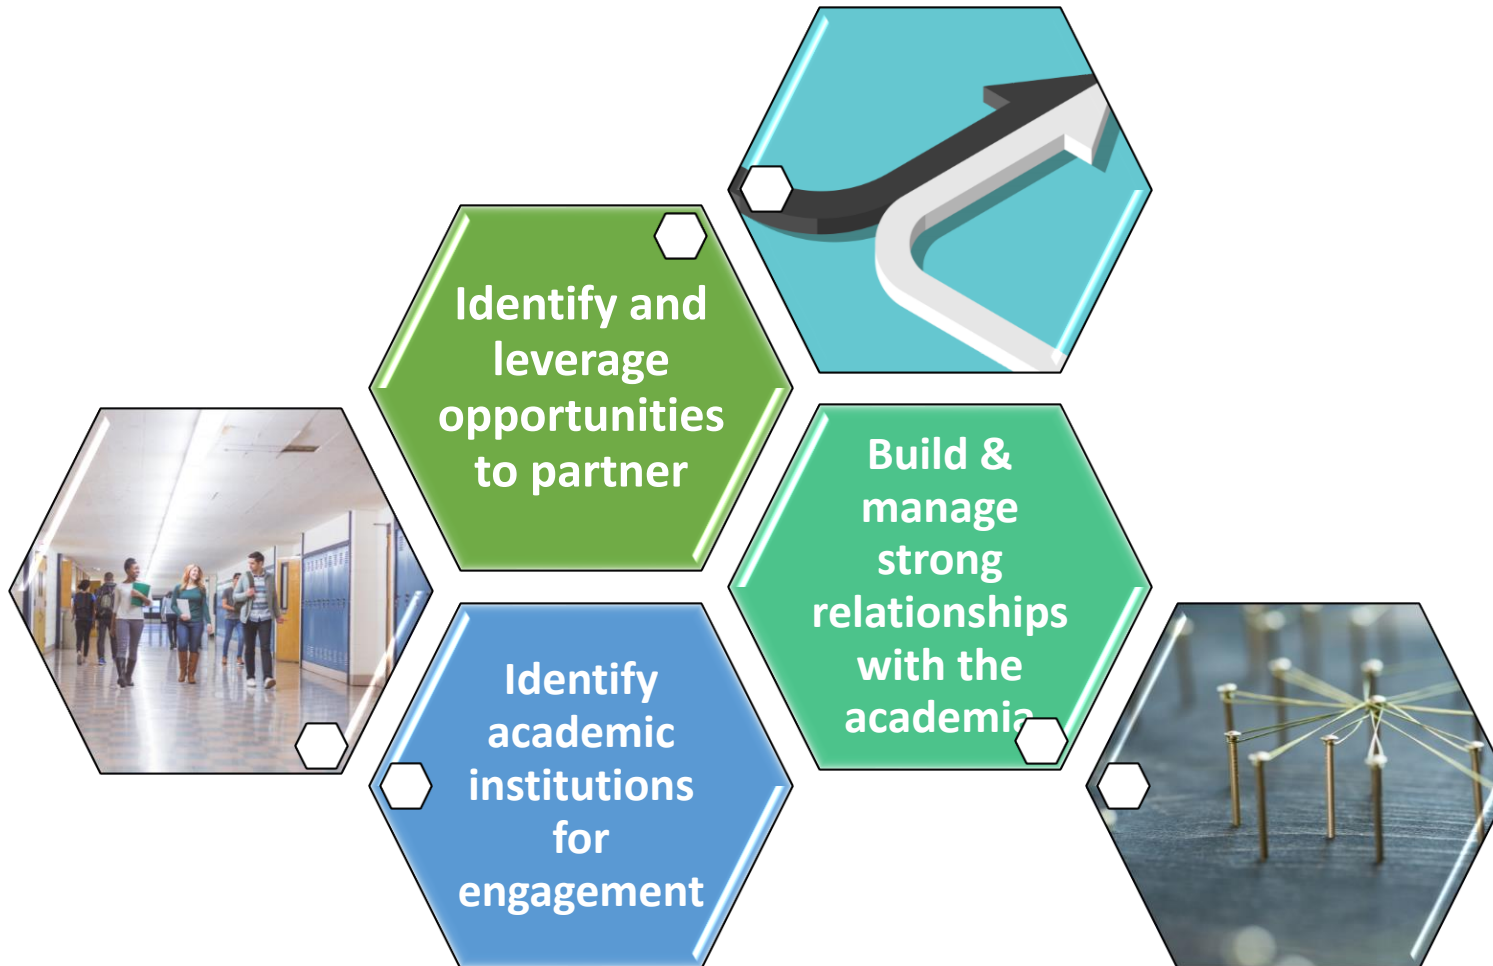 Identify and
leverage
opportunities
to partner
Build &
manage
strong
relationships
with the
academia
Identify
academic
institutions
for
engagement